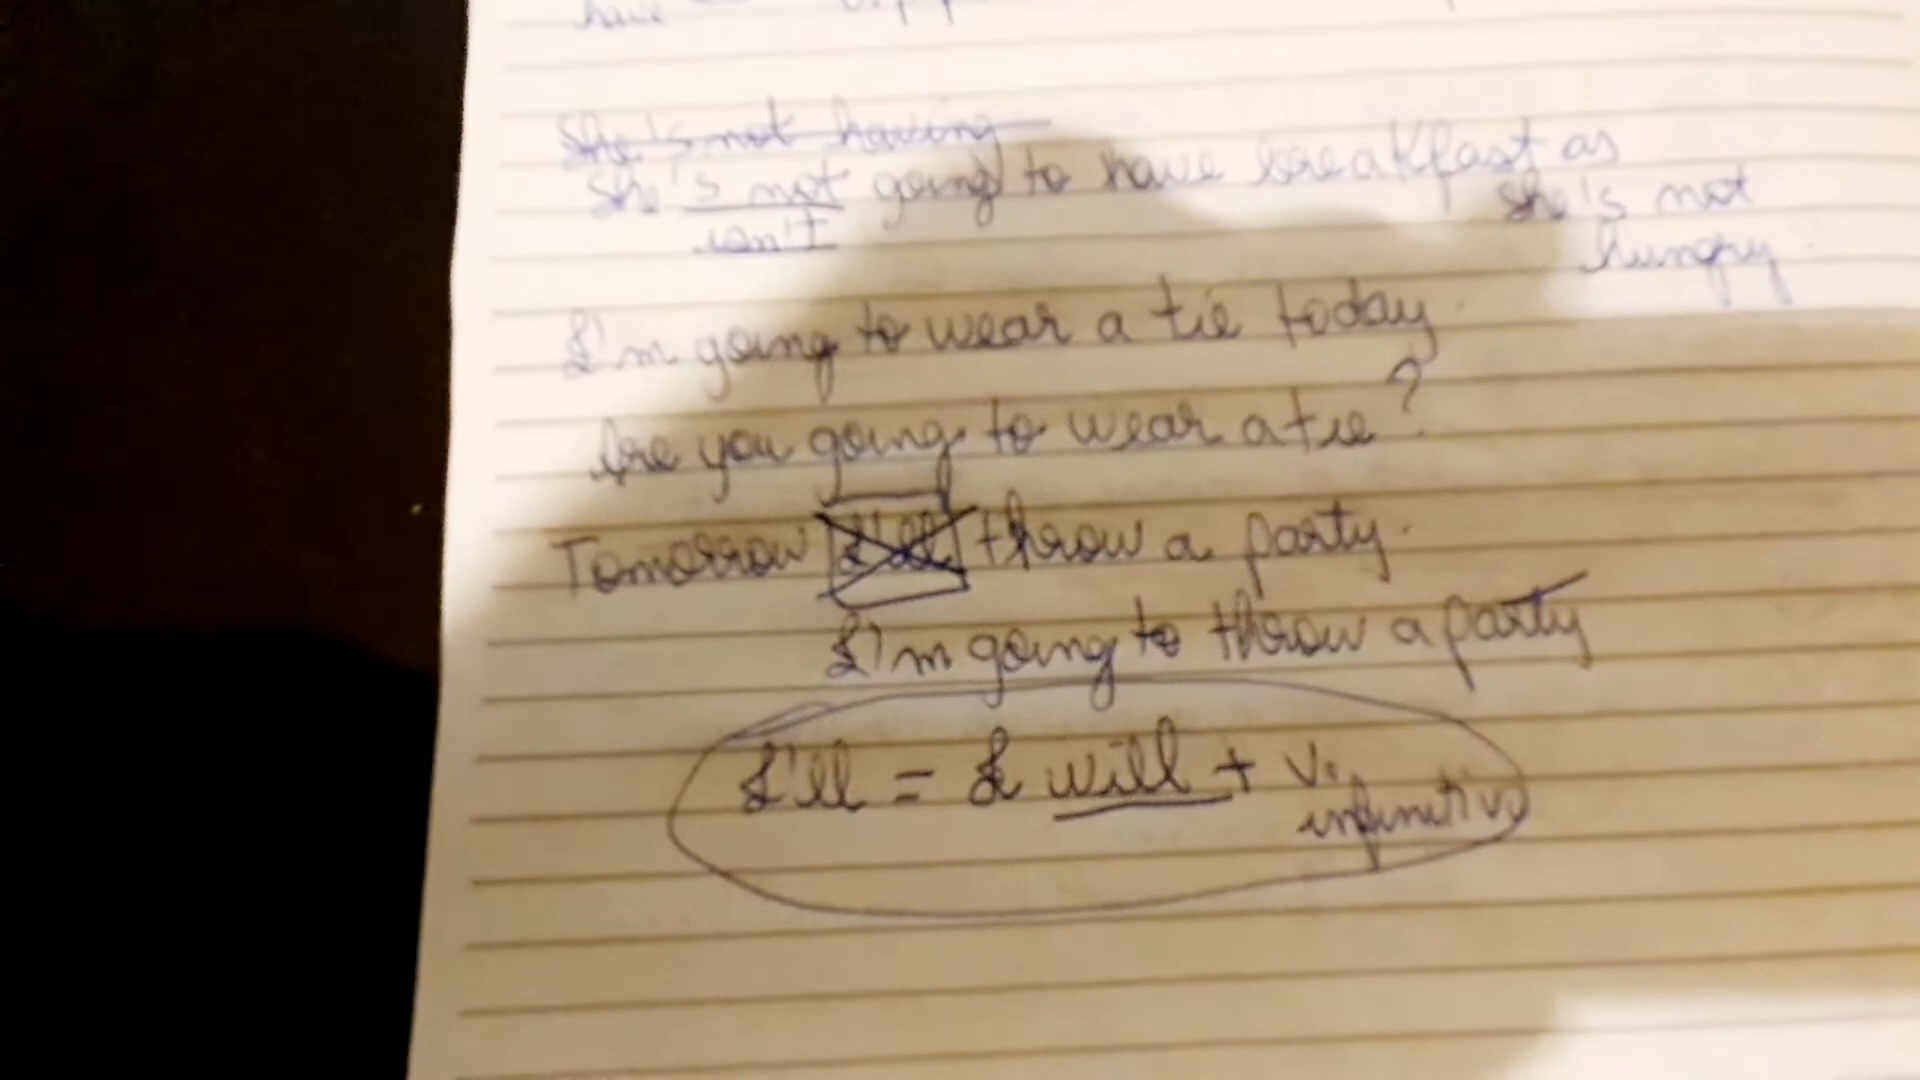 have
She's not having
She's not going to have breakfast as
isn't
she's not
hungry.
I'm going to wear a tie today.
Are you going to wear a tie?
Tomorrow I'll throw a party.
I'm going to throw a party
I'll = I will + v.
infinitive